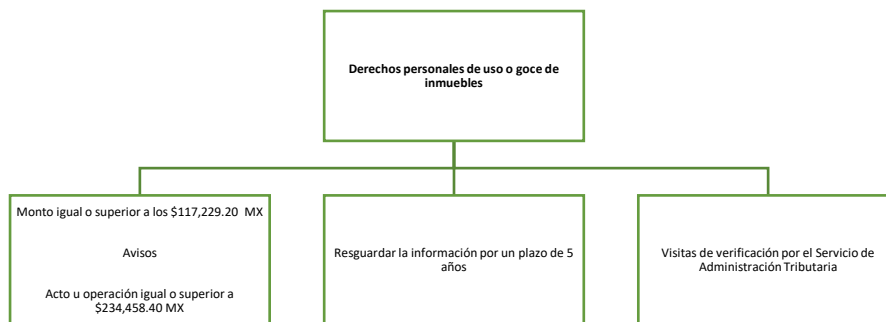 Derechos personales de uso o goce de
inmuebles
Monto igual o superior a los $117,229.20 MX
Avisos
Acto u operación igual o superior a
$234,458.40 MX
Resguardar la información por un plazo de 5
años
Visitas de verificación por el Servicio de
Administración Tributaria